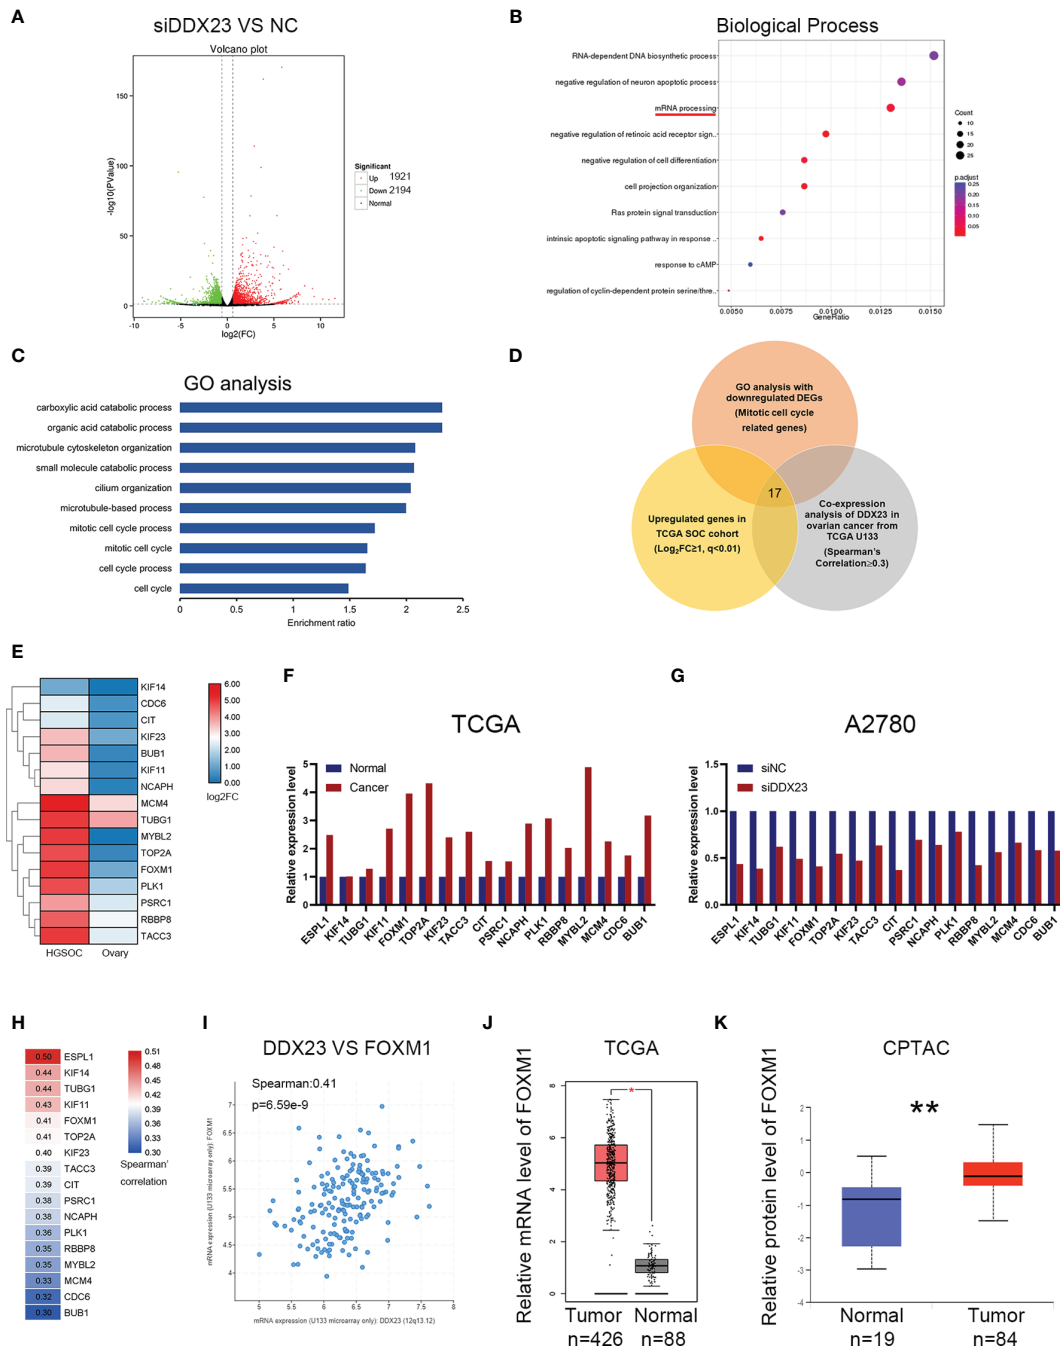 A
siDDX23 VS NC
Volcano plot
-log10(PValue)
150
100
50
0
-10
-5
0
5
10
log2(FC)
Significant
Up 1921
Down 2194
Normal
B
Biological Process
RNA-dependent DNA biosynthetic process
negative regulation of neuron apoptotic process
mRNA processing
negative regulation of retinoic acid receptor sign..
negative regulation of cell differentiation
cell projection organization
Ras protein signal transduction
intrinsic apoptotic signaling pathway in response ..
response to cAMP
regulation of cyclin-dependent protein serine/thre..
0.0050
0.0075
0.0100
0.0125
0.0150
GeneRatio
Count
10
15
20
25
p.adjust
0.25
0.20
0.15
0.10
0.05
C
GO analysis
carboxylic acid catabolic process
organic acid catabolic process
microtubule cytoskeleton organization
small molecule catabolic process
cilium organization
microtubule-based process
mitotic cell cycle process
mitotic cell cycle
cell cycle process
cell cycle
0
0.5
1
1.5
2
2.5
Enrichment ratio
D
GO analysis with
downregulated DEGs
(Mitotic cell cycle
related genes)
17
Upregulated genes in
TCGA SOC cohort
(Log₂FC≥1, q<0.01)
Co-expression
analysis of DDX23 in
ovarian cancer from
TCGA U133
(Spearman's
Correlation≥0.3)
E
KIF14
CDC6
CIT
KIF23
BUB1
KIF11
NCAPH
MCM4
TUBG1
MYBL2
TOP2A
FOXM1
PLK1
PSRC1
RBBP8
TACC3
HGSOC
Ovary
6.00
5.00
4.00
3.00
2.00
1.00
0.00
log2FC
F
TCGA
Relative expression level
5
4
3
2
1
0
Normal
Cancer
ESPL1
KIF14
TUBG1
KIF11
FOXM1
TOP2A
KIF23
TACC3
CIT
PSRC1
NCAPH
PLK1
RBBP8
MYBL2
MCM4
CDC6
BUB1
G
A2780
Relative expression level
1.5
1.0
0.5
0.0
siNC
siDDX23
ESPL1
KIF14
TUBG1
KIF11
FOXM1
TOP2A
KIF23
TACC3
CIT
PSRC1
NCAPH
PLK1
RBBP8
MYBL2
MCM4
CDC6
BUB1
H
0.50 ESPL1
0.44 KIF14
0.44 TUBG1
0.43 KIF11
0.41 FOXM1
0.41 TOP2A
0.40 KIF23
0.39 TACC3
0.39 CIT
0.38 PSRC1
0.38 NCAPH
0.36 PLK1
0.35 RBBP8
0.35 MYBL2
0.33 MCM4
0.32 CDC6
0.30 BUB1
0.51
0.48
0.45
0.42
0.39
0.36
0.33
0.30
Spearman'
correlation
I
DDX23 VS FOXM1
Spearman:0.41
p=6.59e-9
mRNA expression (U133 microarray only): FOXM1
7
6.5
6
5.5
5
4.5
4
5
5.5
6
6.5
7
7.5
8
mRNA expression (U133 microarray only): DDX23 (12q13.12)
J
TCGA
Relative mRNA level of FOXM1
8
6
4
2
0
*
Tumor
n=426
Normal
n=88
K
CPTAC
Relative protein level of FOXM1
2
1
0
-1
-2
-3
-4
**
Normal
n=19
Tumor
n=84